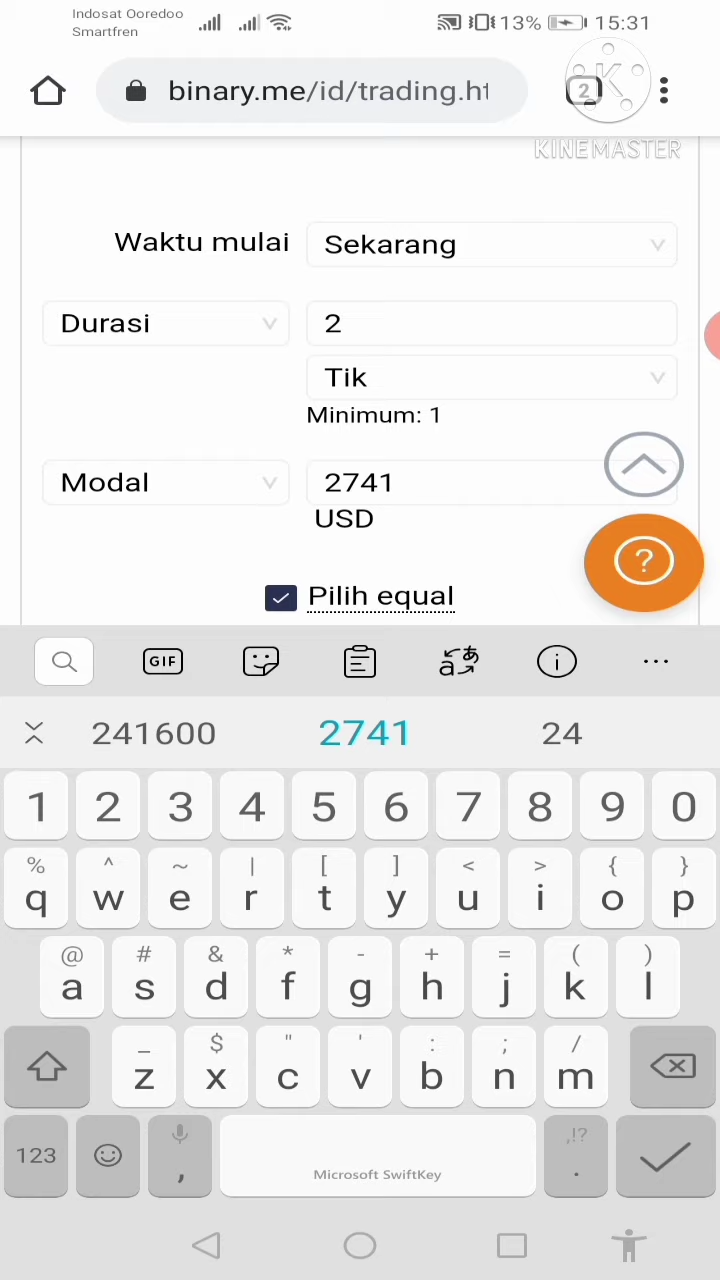 Indosat Ooredoo
Smartfren
13%
15:31
binary.me/id/trading.ht
2
K
KINEMASTER
Waktu mulai
Sekarang
Durasi
2
Tik
Minimum: 1
Modal
2741
USD
?
Pilih equal
GIF
241600 2741 24
1 2 3 4 5 6 7 8 9 0
% ^ ~ | [ ] < > { }
q w e r t y u i o p
@ # & * - + = ( )
a s d f g h j k l
_ $ " ' : ; /
z x c v b n m
123
,
Microsoft SwiftKey
,!?
.